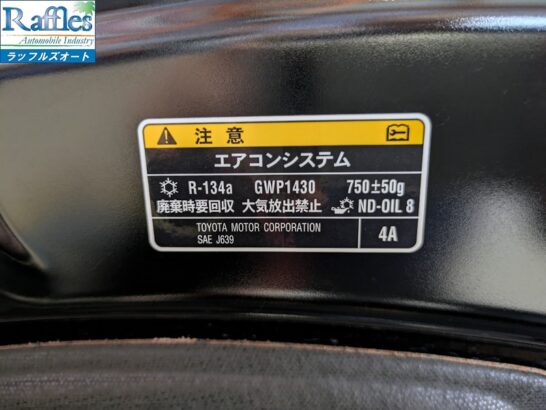 Raffles
Automobile Industry
ラッフルズオート
注意
エアコンシステム
R-134a GWP1430 750±50g
廃棄時要回収 大気放出禁止 ND-OIL 8
TOYOTA MOTOR CORPORATION
SAE J639
4A